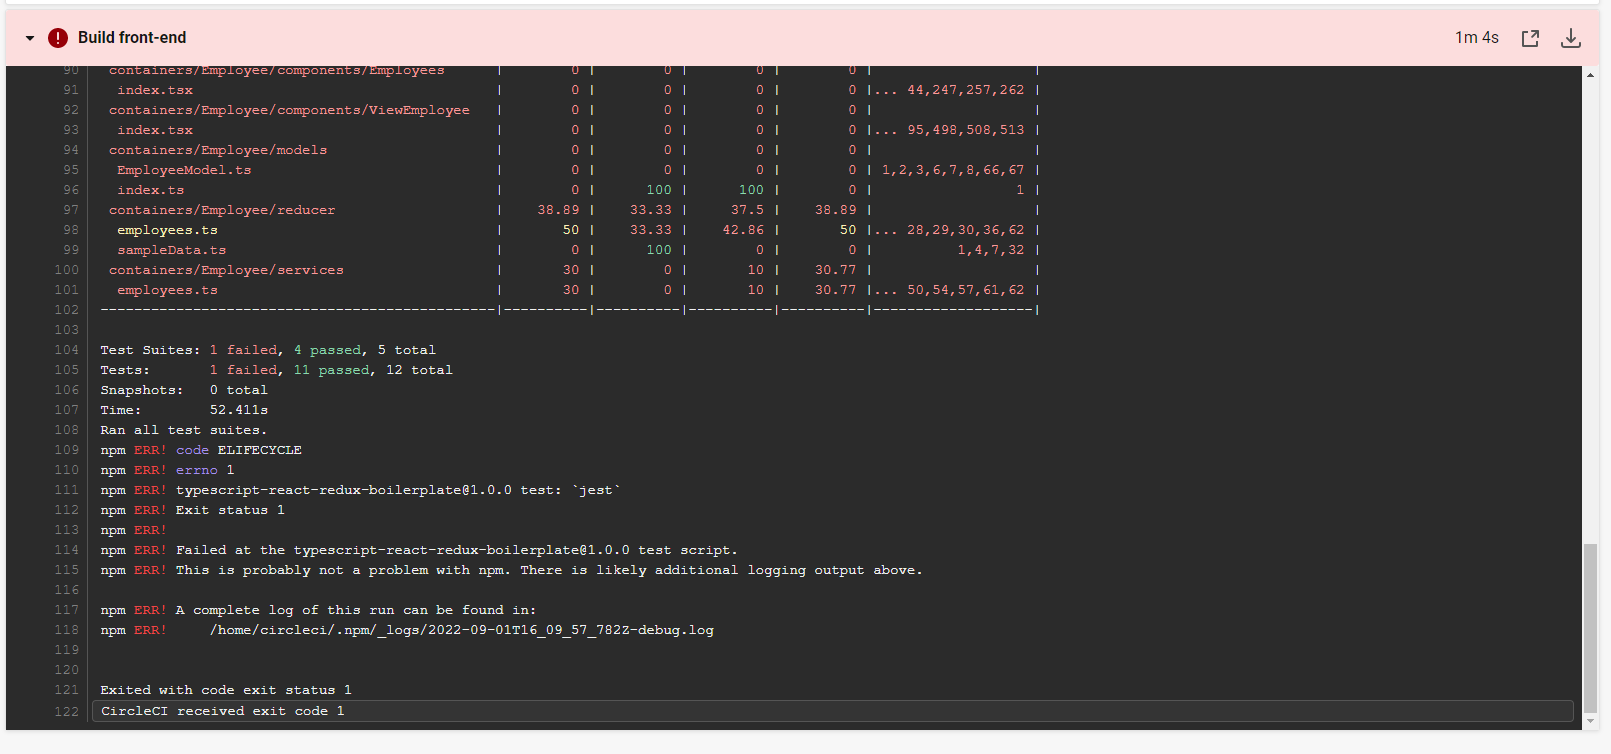 Build front-end 1m 4s
90 containers/Employee/components/Employees | 0 | 0 | 0 | 0 | |
91 index.tsx | 0 | 0 | 0 | 0 |... 44,247,257,262 |
92 containers/Employee/components/ViewEmployee | 0 | 0 | 0 | 0 | |
93 index.tsx | 0 | 0 | 0 | 0 |... 95,498,508,513 |
94 containers/Employee/models | 0 | 0 | 0 | 0 | |
95 EmployeeModel.ts | 0 | 0 | 0 | 0 | 1,2,3,6,7,8,66,67 |
96 index.ts | 0 | 100 | 100 | 0 | 1
97 containers/Employee/reducer | 38.89 | 33.33 | 37.5 | 38.89 | |
98 employees.ts | 50 | 33.33 | 42.86 | 50 |... 28,29,30,36,62 |
99 sampleData.ts | 0 | 100 | 0 | 0 | 1,4,7,32 |
100 containers/Employee/services | 30 | 0 | 10 | 30.77 | |
101 employees.ts | 30 | 0 | 10 | 30.77 |... 50,54,57,61,62 |
102 -----------------------------------------------|----------|----------|----------|----------|-------------------|
103
104 Test Suites: 1 failed, 4 passed, 5 total
105 Tests: 1 failed, 11 passed, 12 total
106 Snapshots: 0 total
107 Time: 52.411s
108 Ran all test suites.
109 npm ERR! code ELIFECYCLE
110 npm ERR! errno 1
111 npm ERR! typescript-react-redux-boilerplate@1.0.0 test: `jest`
112 npm ERR! Exit status 1
113 npm ERR!
114 npm ERR! Failed at the typescript-react-redux-boilerplate@1.0.0 test script.
115 npm ERR! This is probably not a problem with npm. There is likely additional logging output above.
116
117 npm ERR! A complete log of this run can be found in:
118 npm ERR! /home/circleci/.npm/_logs/2022-09-01T16_09_57_782Z-debug.log
119
120
121 Exited with code exit status 1
122 CircleCI received exit code 1